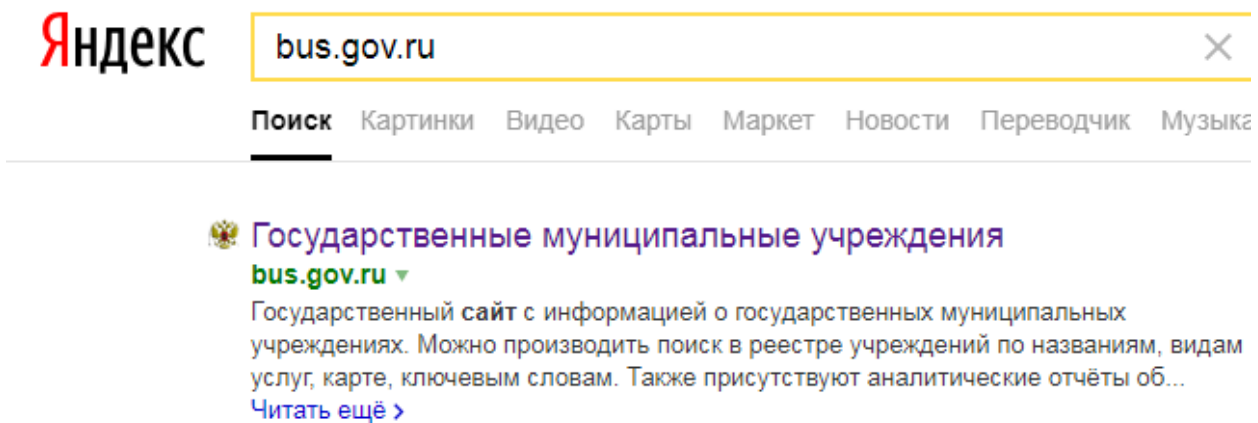 Яндекс
bus.gov.ru
Поиск Картинки Видео Карты Маркет Новости Переводчик Музыка
Государственные муниципальные учреждения
bus.gov.ru
Государственный сайт с информацией о государственных муниципальных
учреждениях. Можно производить поиск в реестре учреждений по названиям, видам
услуг, карте, ключевым словам. Также присутствуют аналитические отчёты об...
Читать ещё >